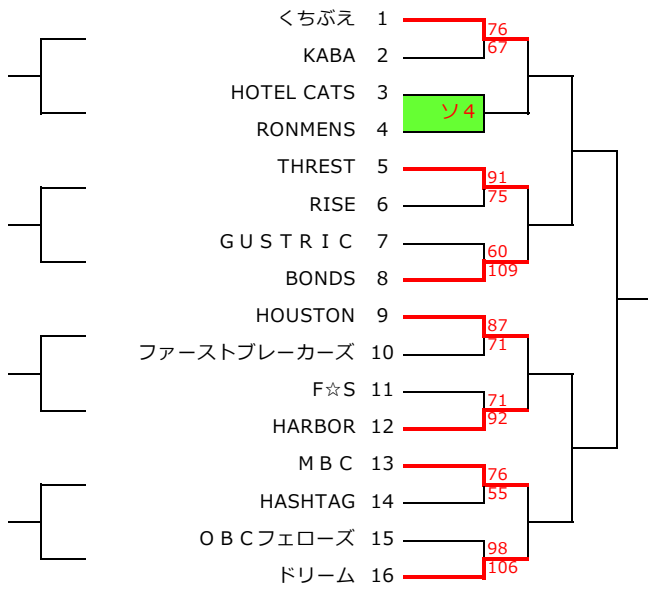 くちぶえ 1
76
KABA 2
67
HOTEL CATS 3
ソ4
RONMENS 4
THREST 5
91
RISE 6
75
ＧＵＳＴＲＩＣ 7
60
BONDS 8
109
HOUSTON 9
87
ファーストブレーカーズ 10
71
F☆S 11
71
HARBOR 12
92
ＭＢＣ 13
76
HASHTAG 14
55
ＯＢＣフェローズ 15
98
ドリーム 16
106